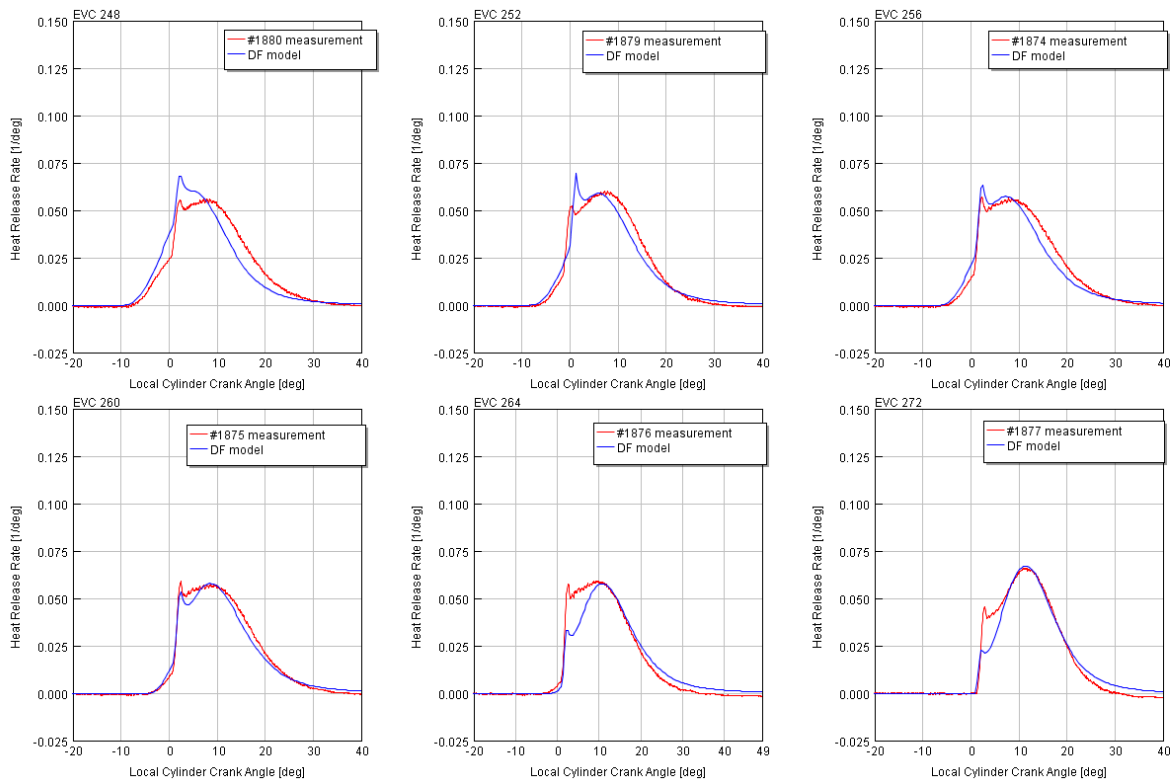 EVC 248
#1880 measurement
DF model
0.150
0.125
0.100
0.075
0.050
0.025
0.000
-0.025
Heat Release Rate [1/deg]
-20 -10 0 10 20 30 40
Local Cylinder Crank Angle [deg]
EVC 252
#1879 measurement
DF model
0.150
0.125
0.100
0.075
0.050
0.025
0.000
-0.025
Heat Release Rate [1/deg]
-20 -10 0 10 20 30 40
Local Cylinder Crank Angle [deg]
EVC 256
#1874 measurement
DF model
0.150
0.125
0.100
0.075
0.050
0.025
0.000
-0.025
Heat Release Rate [1/deg]
-20 -10 0 10 20 30 40
Local Cylinder Crank Angle [deg]
EVC 260
#1875 measurement
DF model
0.150
0.125
0.100
0.075
0.050
0.025
0.000
-0.025
Heat Release Rate [1/deg]
-20 -10 0 10 20 30 40
Local Cylinder Crank Angle [deg]
EVC 264
#1876 measurement
DF model
0.150
0.125
0.100
0.075
0.050
0.025
0.000
-0.025
Heat Release Rate [1/deg]
-20 -10 0 10 20 30 40 49
Local Cylinder Crank Angle [deg]
EVC 272
#1877 measurement
DF model
0.150
0.125
0.100
0.075
0.050
0.025
0.000
-0.025
Heat Release Rate [1/deg]
-20 -10 0 10 20 30 40
Local Cylinder Crank Angle [deg]